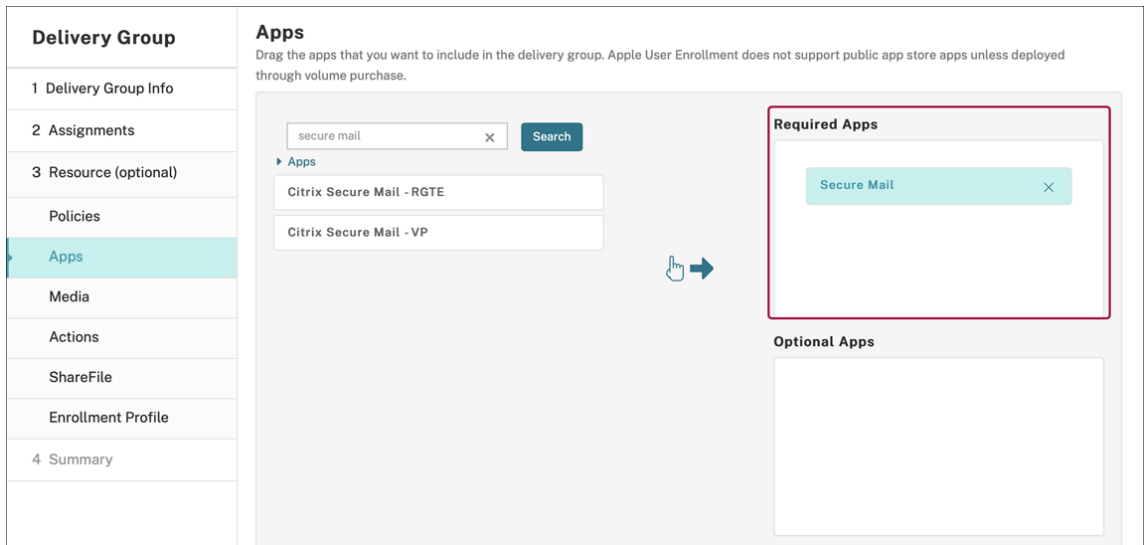 Delivery Group
1 Delivery Group Info
2 Assignments
3 Resource (optional)
Policies
Apps
Media
Actions
ShareFile
Enrollment Profile
4 Summary
Apps
Drag the apps that you want to include in the delivery group. Apple User Enrollment does not support public app store apps unless deployed
through volume purchase.
secure mail
Search
Apps
Citrix Secure Mail - RGTE
Citrix Secure Mail - VP
Required Apps
Secure Mail
Optional Apps